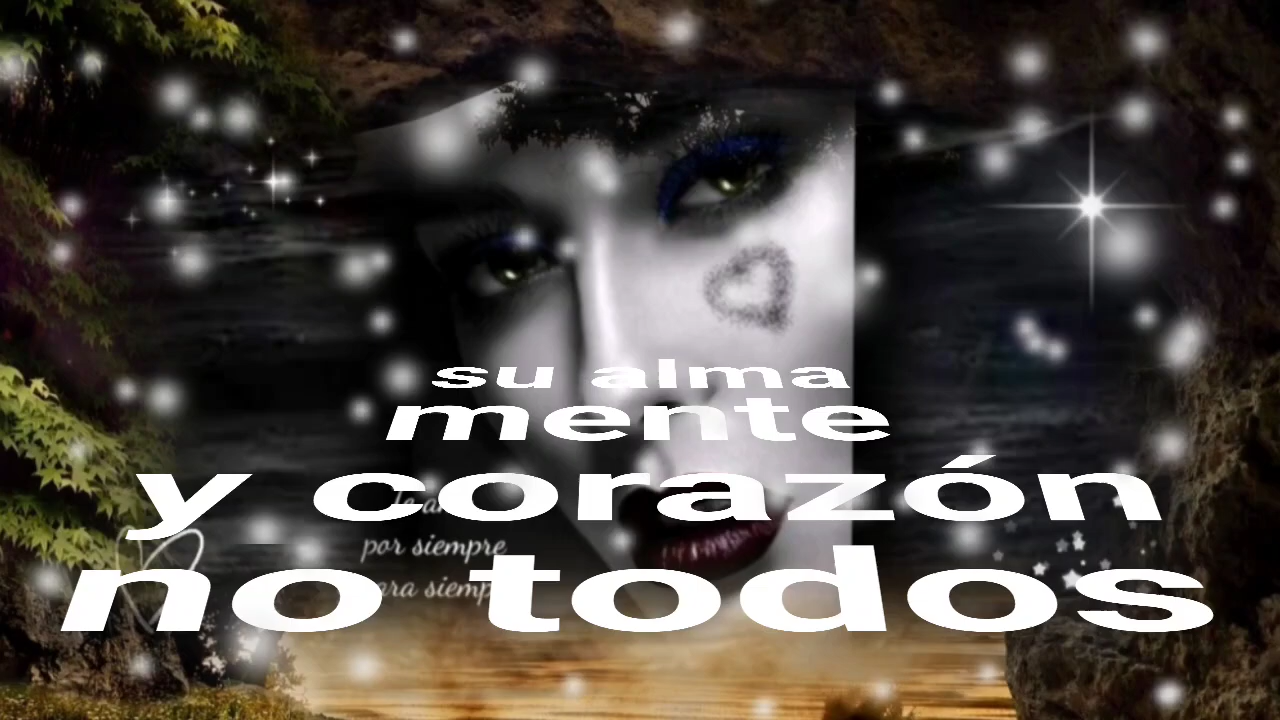 su alma
mente
y corazón
no todos
por siempre